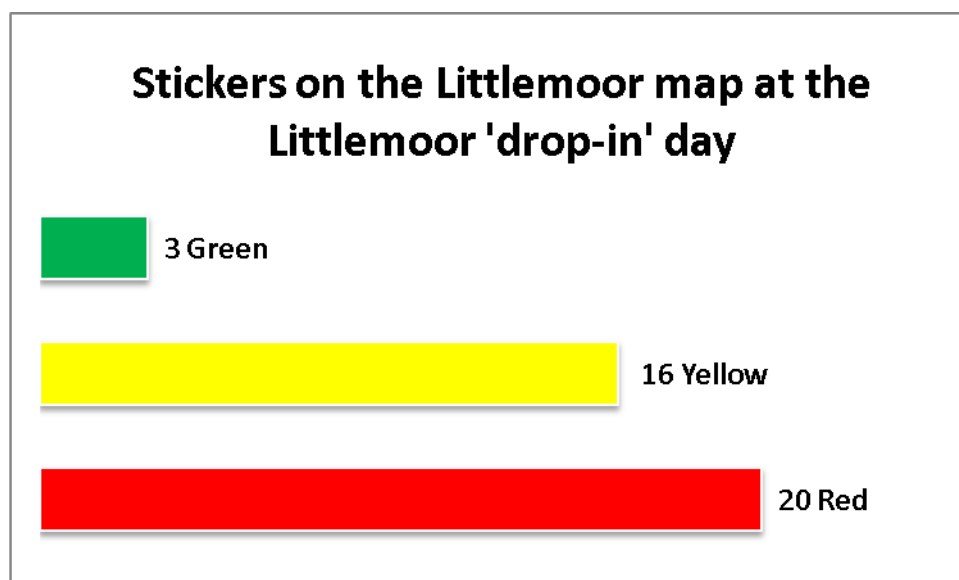 Stickers on the Littlemoor map at the
Littlemoor 'drop-in' day
3 Green
16 Yellow
20 Red